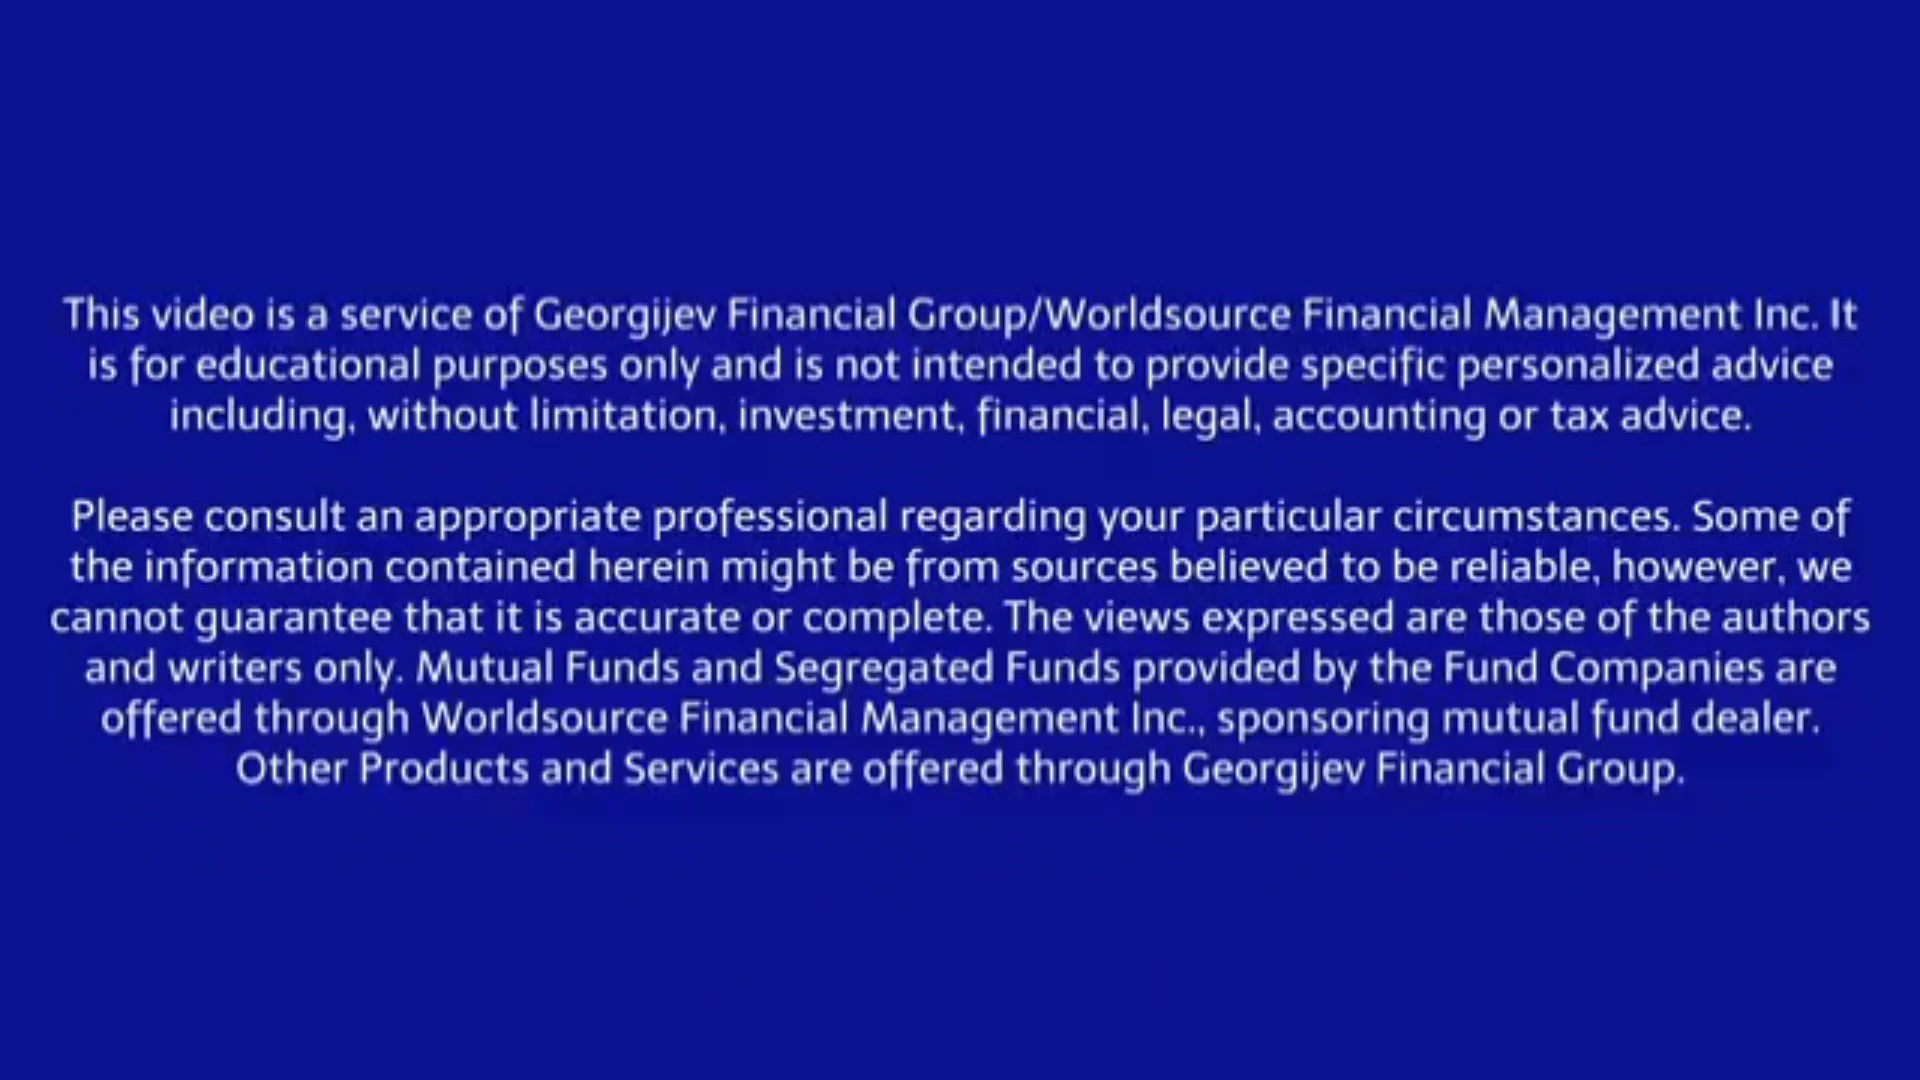 This video is a service of Georgijev Financial Group/Worldsource Financial Management Inc. It
is for educational purposes only and is not intended to provide specific personalized advice
including, without limitation, investment, financial, legal, accounting or tax advice.
Please consult an appropriate professional regarding your particular circumstances. Some of
the information contained herein might be from sources believed to be reliable, however, we
cannot guarantee that it is accurate or complete. The views expressed are those of the authors
and writers only. Mutual Funds and Segregated Funds provided by the Fund Companies are
offered through Worldsource Financial Management Inc., sponsoring mutual fund dealer.
Other Products and Services are offered through Georgijev Financial Group.